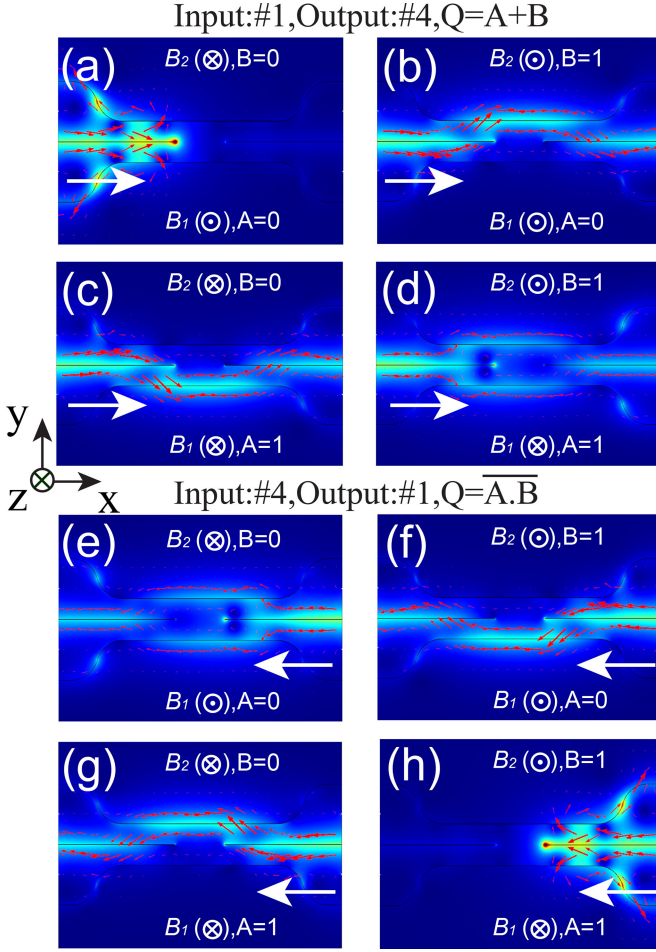 Input:#1,Output:#4,Q=A+B
(a) B₂(⊗),B=0
B₁(⊙),A=0
(b) B₂(⊙),B=1
B₁(⊙),A=0
(c) B₂(⊗),B=0
B₁(⊗),A=1
(d) B₂(⊙),B=1
B₁(⊗),A=1
y
z ⊗ x
Input:#4,Output:#1,Q=A̅.̅B̅
(e) B₂(⊗),B=0
B₁(⊙),A=0
(f) B₂(⊙),B=1
B₁(⊙),A=0
(g) B₂(⊗),B=0
B₁(⊗),A=1
(h) B₂(⊙),B=1
B₁(⊗),A=1